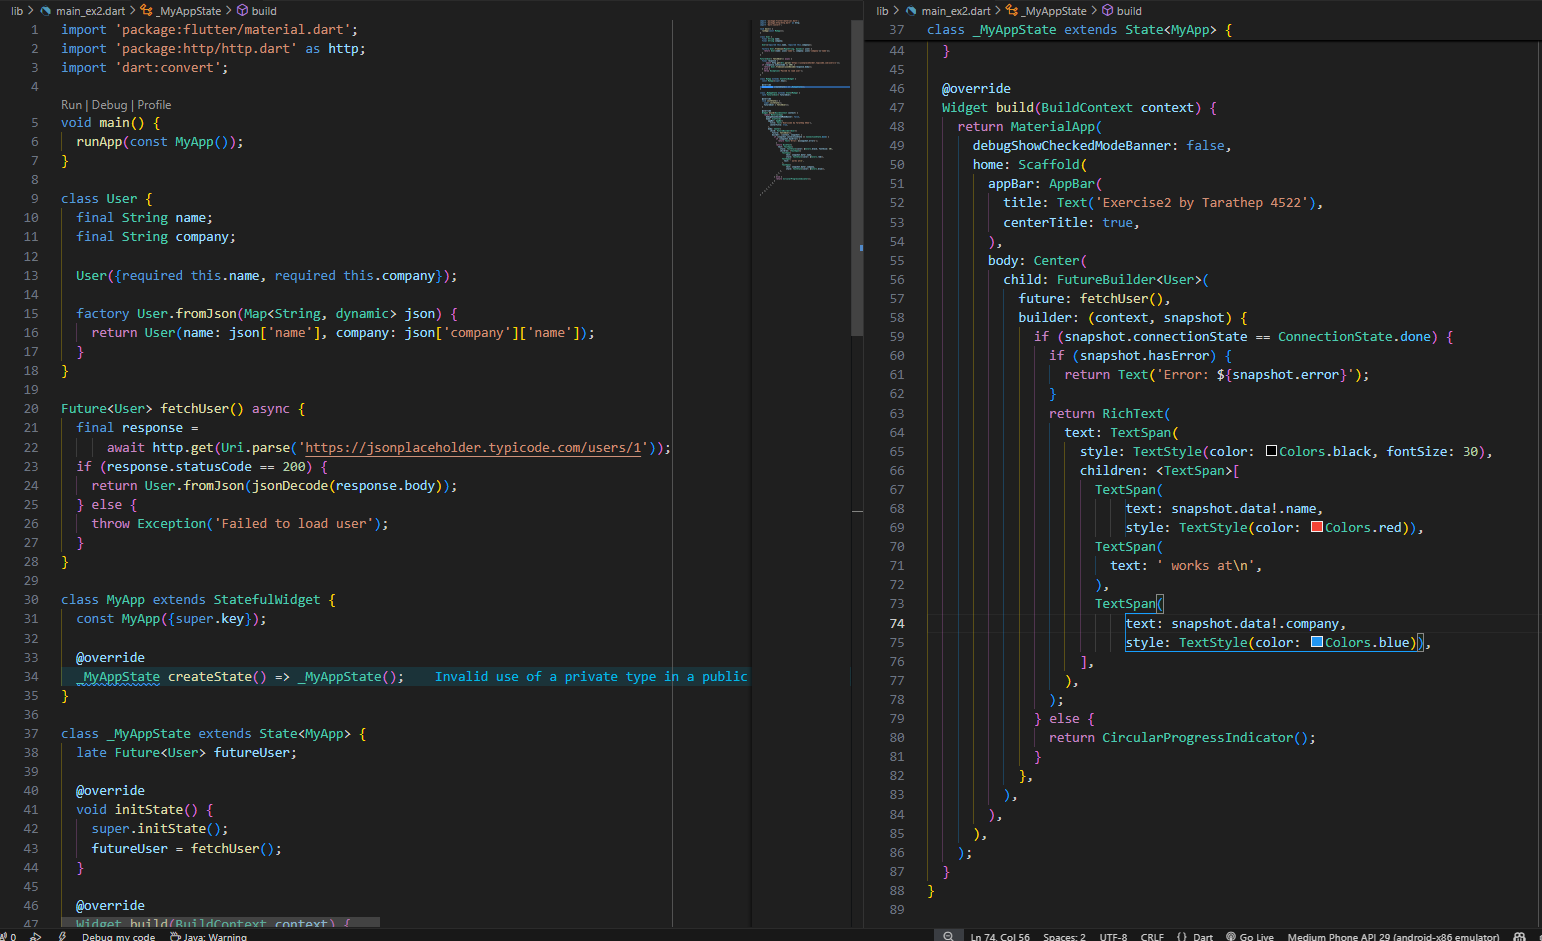 lib > main_ex2.dart > _MyAppState > build
1 import 'package:flutter/material.dart';
2 import 'package:http/http.dart' as http;
3 import 'dart:convert';
4
Run | Debug | Profile
5 void main() {
6   runApp(const MyApp());
7 }
8
9 class User {
10   final String name;
11   final String company;
12
13   User({required this.name, required this.company});
14
15   factory User.fromJson(Map<String, dynamic> json) {
16     return User(name: json['name'], company: json['company']['name']);
17   }
18 }
19
20 Future<User> fetchUser() async {
21   final response =
22       await http.get(Uri.parse('https://jsonplaceholder.typicode.com/users/1'));
23   if (response.statusCode == 200) {
24     return User.fromJson(jsonDecode(response.body));
25   } else {
26     throw Exception('Failed to load user');
27   }
28 }
29
30 class MyApp extends StatefulWidget {
31   const MyApp({super.key});
32
33   @override
34   _MyAppState createState() => _MyAppState();    Invalid use of a private type in a public
35 }
36
37 class _MyAppState extends State<MyApp> {
38   late Future<User> futureUser;
39
40   @override
41   void initState() {
42     super.initState();
43     futureUser = fetchUser();
44   }
45
46   @override
47   Widget build(BuildContext context) {
lib > main_ex2.dart > _MyAppState > build
37 class _MyAppState extends State<MyApp> {
44   }
45
46   @override
47   Widget build(BuildContext context) {
48     return MaterialApp(
49       debugShowCheckedModeBanner: false,
50       home: Scaffold(
51         appBar: AppBar(
52           title: Text('Exercise2 by Tarathep 4522'),
53           centerTitle: true,
54         ),
55         body: Center(
56           child: FutureBuilder<User>(
57             future: fetchUser(),
58             builder: (context, snapshot) {
59               if (snapshot.connectionState == ConnectionState.done) {
60                 if (snapshot.hasError) {
61                   return Text('Error: ${snapshot.error}');
62                 }
63                 return RichText(
64                   text: TextSpan(
65                     style: TextStyle(color: Colors.black, fontSize: 30),
66                     children: <TextSpan>[
67                       TextSpan(
68                           text: snapshot.data!.name,
69                           style: TextStyle(color: Colors.red)),
70                       TextSpan(
71                         text: ' works at\n',
72                       ),
73                       TextSpan(
74                           text: snapshot.data!.company,
75                           style: TextStyle(color: Colors.blue)),
76                     ],
77                   ),
78                 );
79               } else {
80                 return CircularProgressIndicator();
81               }
82             },
83           ),
84         ),
85       ),
86     );
87   }
88 }
89
0 Debug my code Java: Warning Ln 74, Col 56 Spaces: 2 UTF-8 CRLF {} Dart Go Live Medium Phone API 29 (android-x86 emulator)